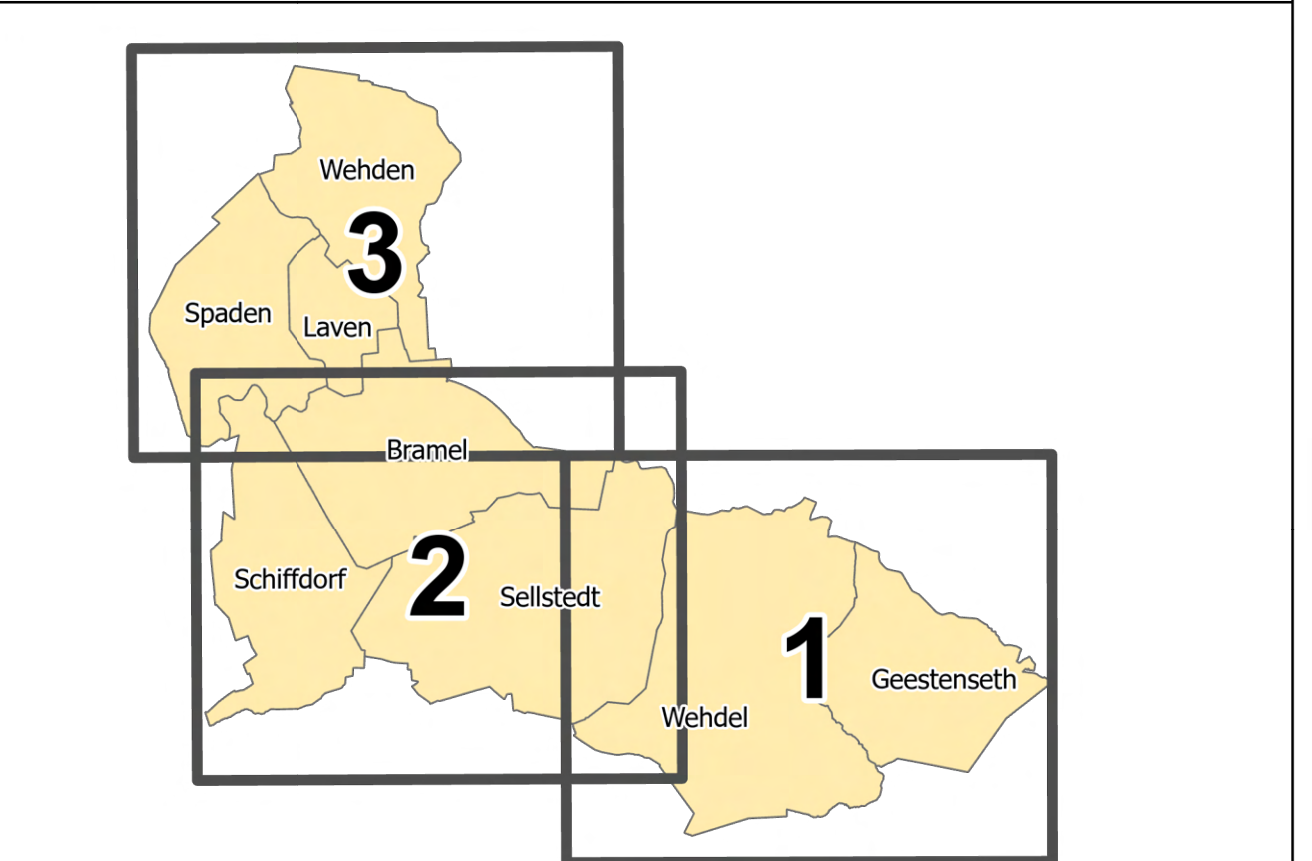 Wehden
3
Spaden
Laven
Bramel
2
Schiffdorf
Sellstedt
1
Geestenseth
Wehdel